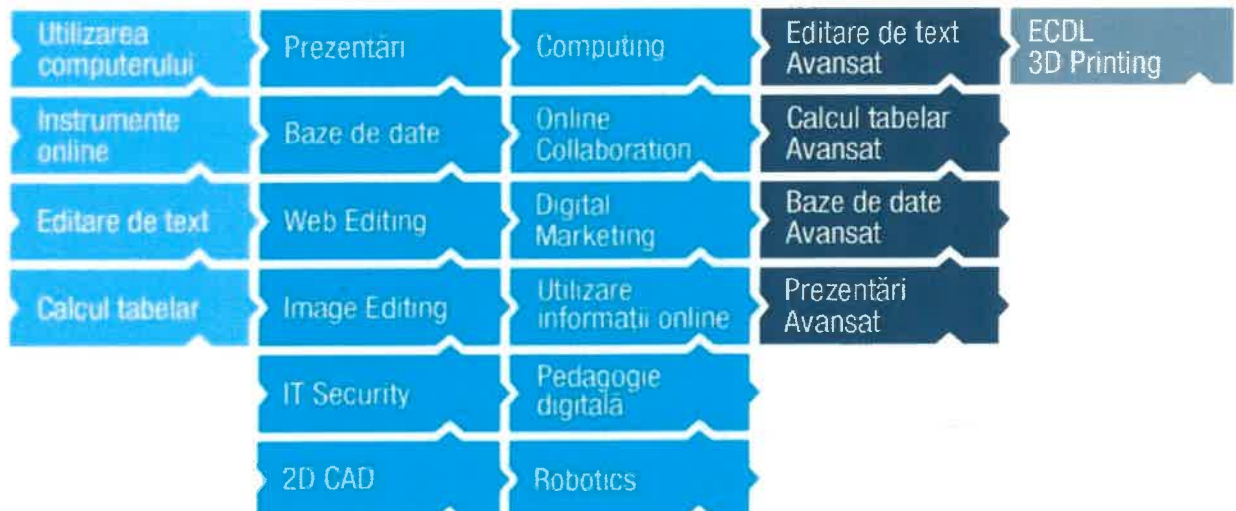 Utilizarea
computerului
Prezentări
Computing
Editare de text
Avansat
ECDL
3D Printing
Instrumente
online
Baze de date
Online
Collaboration
Calcul tabelar
Avansat
Editare de text
Web Editing
Digital
Marketing
Baze de date
Avansat
Calcul tabelar
Image Editing
Utilizare
informații online
Prezentări
Avansat
IT Security
Pedagogie
digitală
2D CAD
Robotics